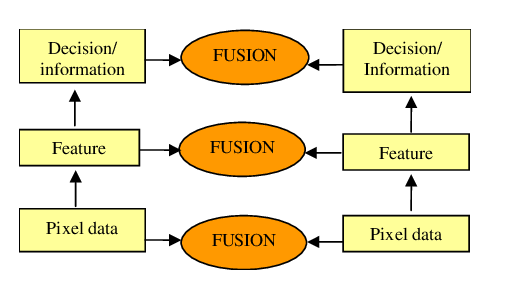 Decision/
information
FUSION
Decision/
Information
Feature
FUSION
Feature
Pixel data
FUSION
Pixel data